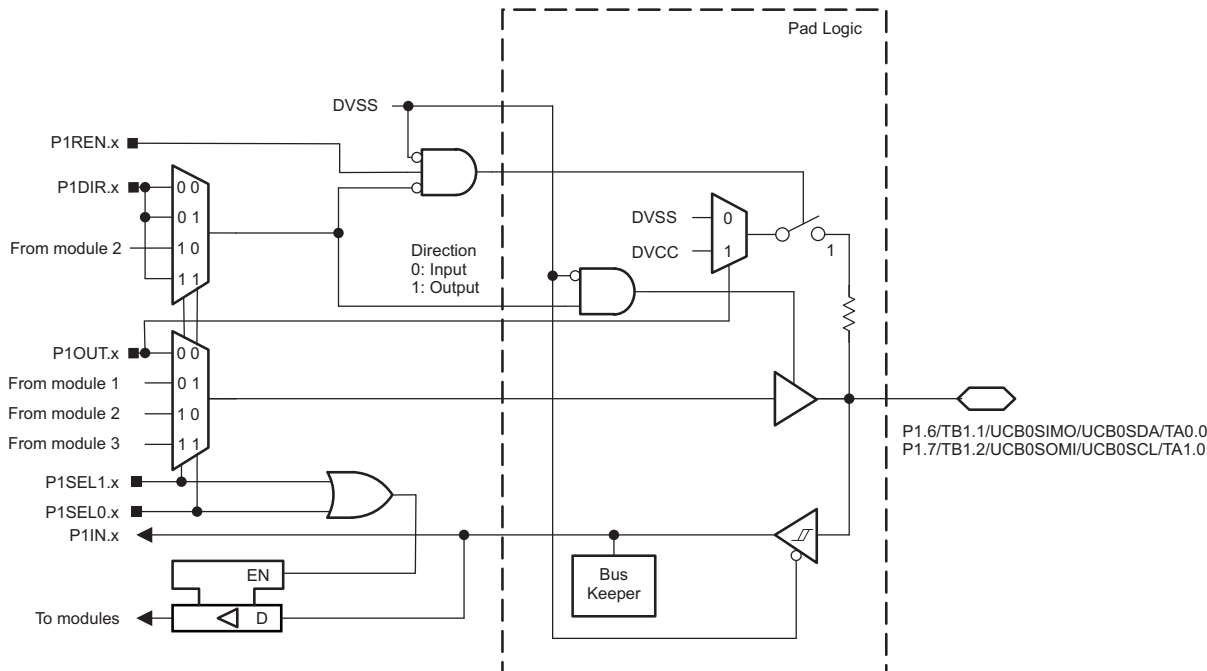 Pad Logic
DVSS
P1REN.x
P1DIR.x
0 0
0 1
From module 2
1 0
1 1
Direction
0: Input
1: Output
DVSS
0
DVCC
1
1
P1OUT.x
0 0
From module 1
0 1
From module 2
1 0
From module 3
1 1
P1.6/TB1.1/UCB0SIMO/UCB0SDA/TA0.0
P1.7/TB1.2/UCB0SOMI/UCB0SCL/TA1.0
P1SEL1.x
P1SEL0.x
P1IN.x
EN
Bus
Keeper
To modules
D